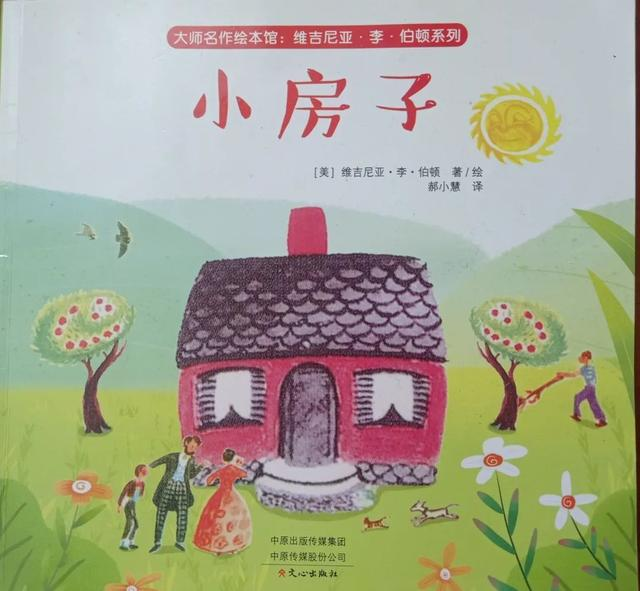 大师名作绘本馆：维吉尼亚·李·伯顿系列
小房子
［美］维吉尼亚·李·伯顿 著/绘
郝小慧 译
中原出版传媒集团
中原传媒股份公司
文心出版社